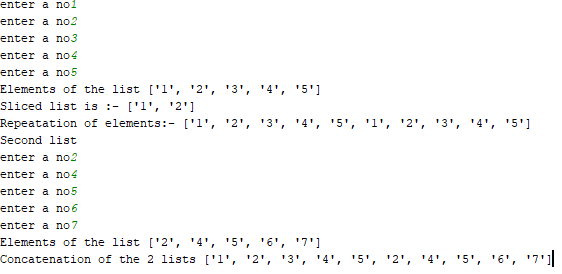 enter a no1
enter a no2
enter a no3
enter a no4
enter a no5
Elements of the list ['1', '2', '3', '4', '5']
Sliced list is :- ['1', '2']
Repeatation of elements:- ['1', '2', '3', '4', '5', '1', '2', '3', '4', '5']
Second list
enter a no2
enter a no4
enter a no5
enter a no6
enter a no7
Elements of the list ['2', '4', '5', '6', '7']
Concatenation of the 2 lists ['1', '2', '3', '4', '5', '2', '4', '5', '6', '7']